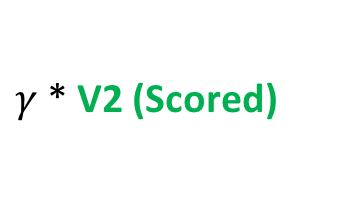 γ * V2 (Scored)